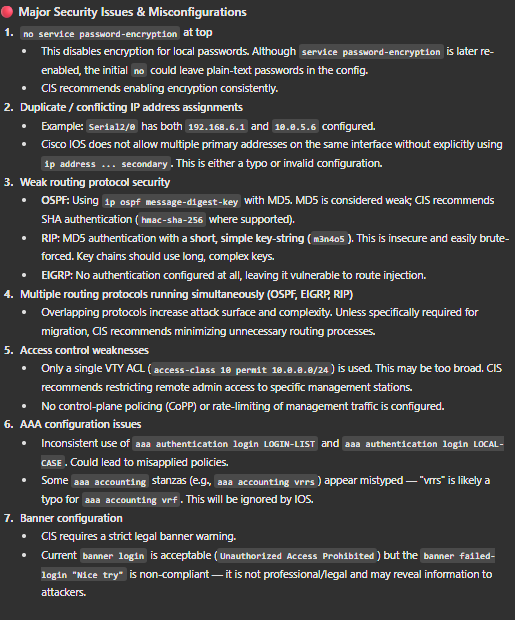 Major Security Issues & Misconfigurations
1. no service password-encryption at top
• This disables encryption for local passwords. Although service password-encryption is later re-
enabled, the initial no could leave plain-text passwords in the config.
• CIS recommends enabling encryption consistently.
2. Duplicate / conflicting IP address assignments
• Example: Serial2/0 has both 192.168.6.1 and 10.0.5.6 configured.
• Cisco IOS does not allow multiple primary addresses on the same interface without explicitly using
ip address ... secondary. This is either a typo or invalid configuration.
3. Weak routing protocol security
• OSPF: Using ip ospf message-digest-key with MD5. MD5 is considered weak; CIS recommends
SHA authentication (hmac-sha-256 where supported).
• RIP: MD5 authentication with a short, simple key-string (m3n4o5). This is insecure and easily brute-
forced. Key chains should use long, complex keys.
• EIGRP: No authentication configured at all, leaving it vulnerable to route injection.
4. Multiple routing protocols running simultaneously (OSPF, EIGRP, RIP)
• Overlapping protocols increase attack surface and complexity. Unless specifically required for
migration, CIS recommends minimizing unnecessary routing processes.
5. Access control weaknesses
• Only a single VTY ACL (access-class 10 permit 10.0.0.0/24) is used. This may be too broad. CIS
recommends restricting remote admin access to specific management stations.
• No control-plane policing (CoPP) or rate-limiting of management traffic is configured.
6. AAA configuration issues
• Inconsistent use of aaa authentication login LOGIN-LIST and aaa authentication login LOCAL-
CASE. Could lead to misapplied policies.
• Some aaa accounting stanzas (e.g., aaa accounting vrrs) appear mistyped — "vrrs" is likely a
typo for aaa accounting vrf. This will be ignored by IOS.
7. Banner configuration
• CIS requires a strict legal banner warning.
• Current banner login is acceptable (Unauthorized Access Prohibited) but the banner failed-
login "Nice try" is non-compliant — it is not professional/legal and may reveal information to
attackers.